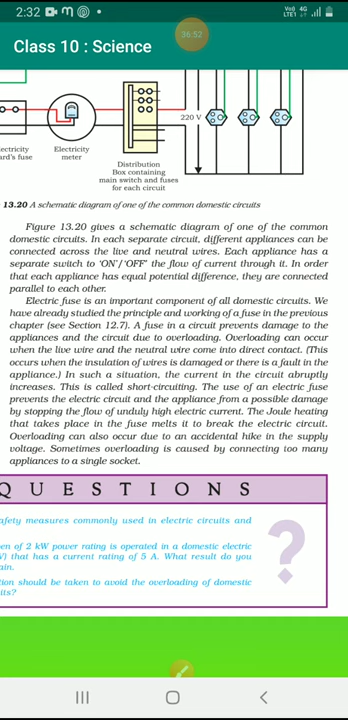 2:32
Vo0 4G
LTE1
36:52
Class 10 : Science
220 V
ectricity
ard's fuse
Electricity
meter
Distribution
Box containing
main switch and fuses
for each circuit
13.20 A schematic diagram of one of the common domestic circuits
Figure 13.20 gives a schematic diagram of one of the common
domestic circuits. In each separate circuit, different appliances can be
connected across the live and neutral wires. Each appliance has a
separate switch to 'ON'/'OFF' the flow of current through it. In order
that each appliance has equal potential difference, they are connected
parallel to each other.
Electric fuse is an important component of all domestic circuits. We
have already studied the principle and working of a fuse in the previous
chapter (see Section 12.7). A fuse in a circuit prevents damage to the
appliances and the circuit due to overloading. Overloading can occur
when the live wire and the neutral wire come into direct contact. (This
occurs when the insulation of wires is damaged or there is a fault in the
appliance.) In such a situation, the current in the circuit abruptly
increases. This is called short-circuiting. The use of an electric fuse
prevents the electric circuit and the appliance from a possible damage
by stopping the flow of unduly high electric current. The Joule heating
that takes place in the fuse melts it to break the electric circuit.
Overloading can also occur due to an accidental hike in the supply
voltage. Sometimes overloading is caused by connecting too many
appliances to a single socket.
QUESTIONS
afety measures commonly used in electric circuits and
en of 2 kW power rating is operated in a domestic electric
V) that has a current rating of 5 A. What result do you
ain.
tion should be taken to avoid the overloading of domestic
its?
?